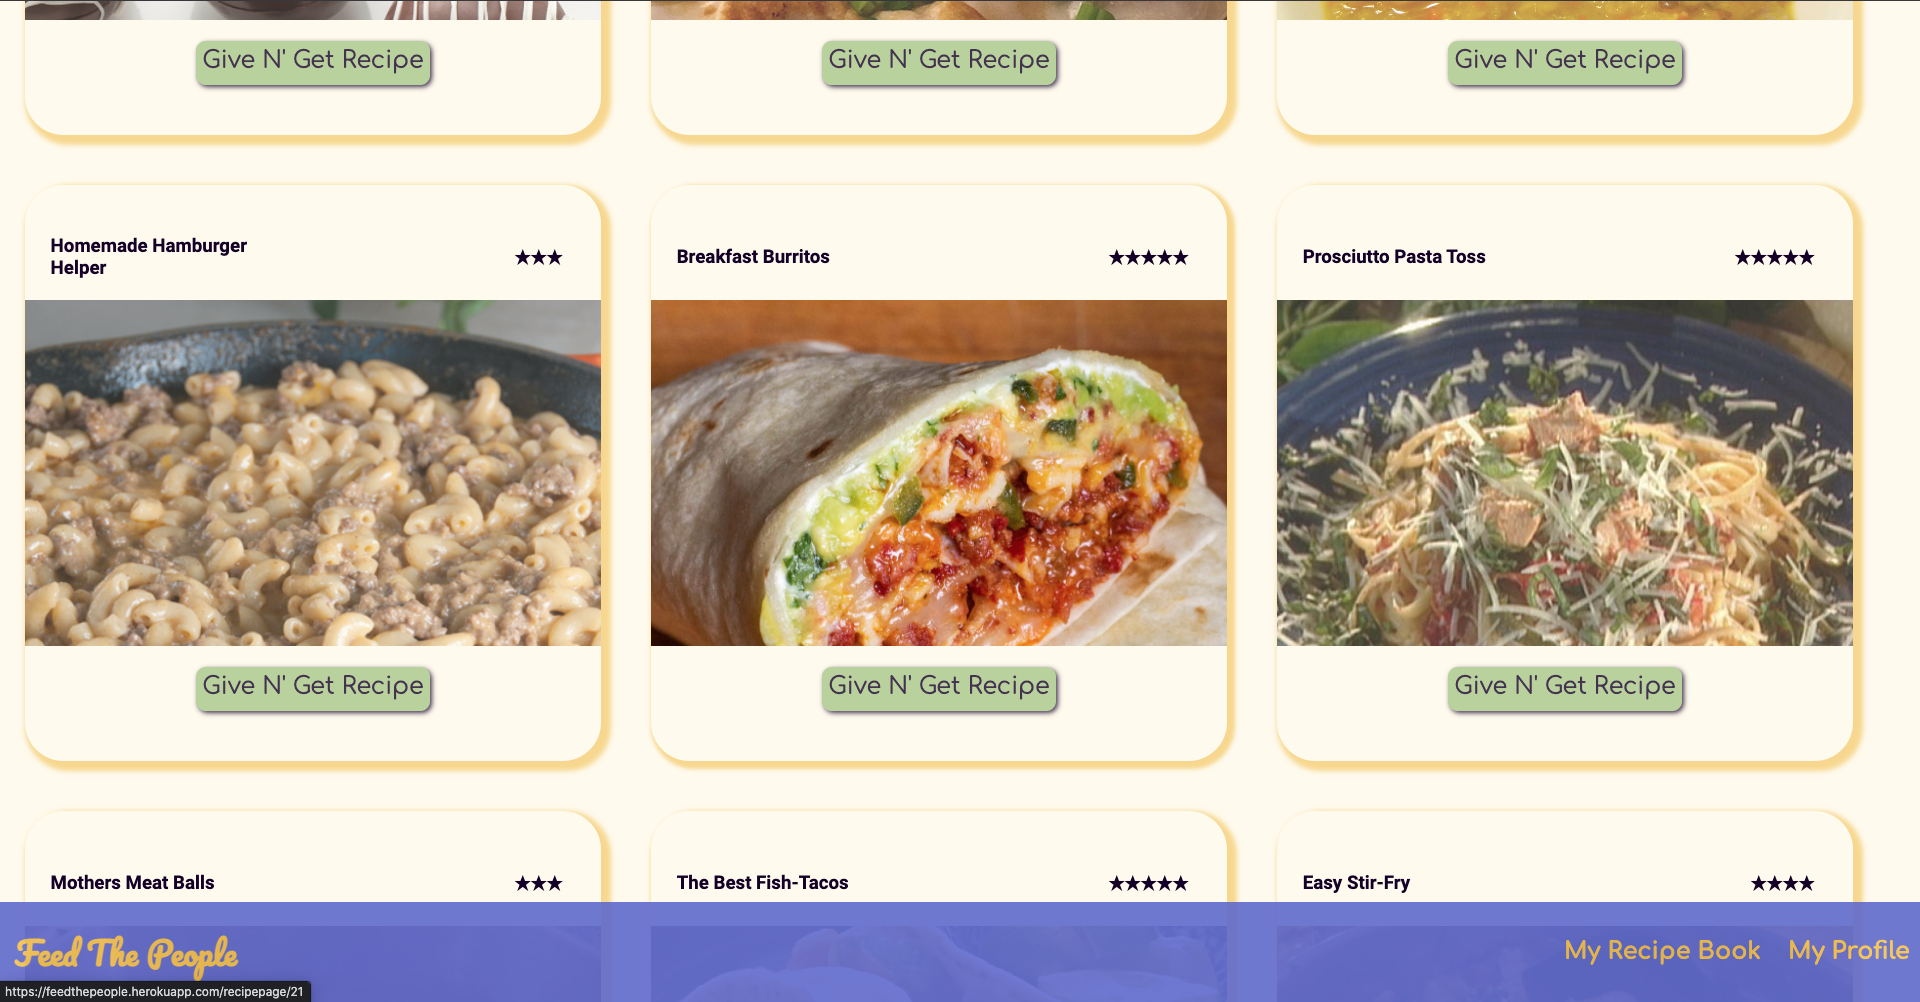 Give N' Get Recipe
Give N' Get Recipe
Give N' Get Recipe
Homemade Hamburger
Helper
★★★
Breakfast Burritos
★★★★★
Prosciutto Pasta Toss
★★★★★
Give N' Get Recipe
Give N' Get Recipe
Give N' Get Recipe
Mothers Meat Balls
★★★
The Best Fish-Tacos
★★★★★
Easy Stir-Fry
★★★★
Feed The People
My Recipe Book
My Profile
https://feedthepeople.herokuapp.com/recipepage/21